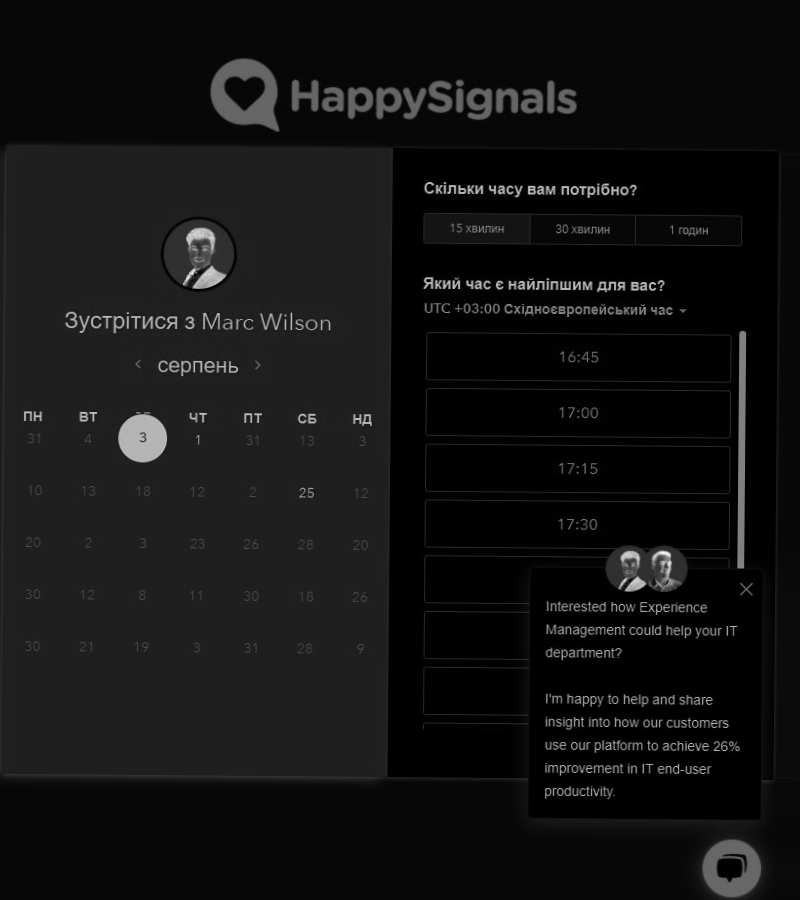 HappySignals
Зустрітися з Marc Wilson
серпень
ПН ВТ ЧТ ПТ СБ НД
31 4 3 1 31 13 3
10 13 18 12 2 25 12
20 2 3 23 26 28 20
30 12 8 11 30 18 26
30 21 19 3 31 28 9
Скільки часу вам потрібно?
15 хвилин 30 хвилин 1 годин
Який час є найліпшим для вас?
UTC +03:00 Східноєвропейський час
16:45
17:00
17:15
17:30
Interested how Experience
Management could help your IT
department?
I'm happy to help and share
insight into how our customers
use our platform to achieve 26%
improvement in IT end-user
productivity.